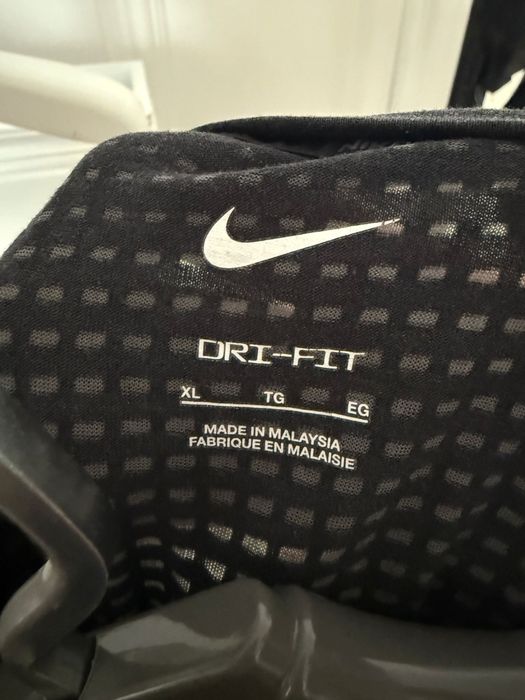 DRI-FIT
XL TG EG
MADE IN MALAYSIA
FABRIQUE EN MALAISIE